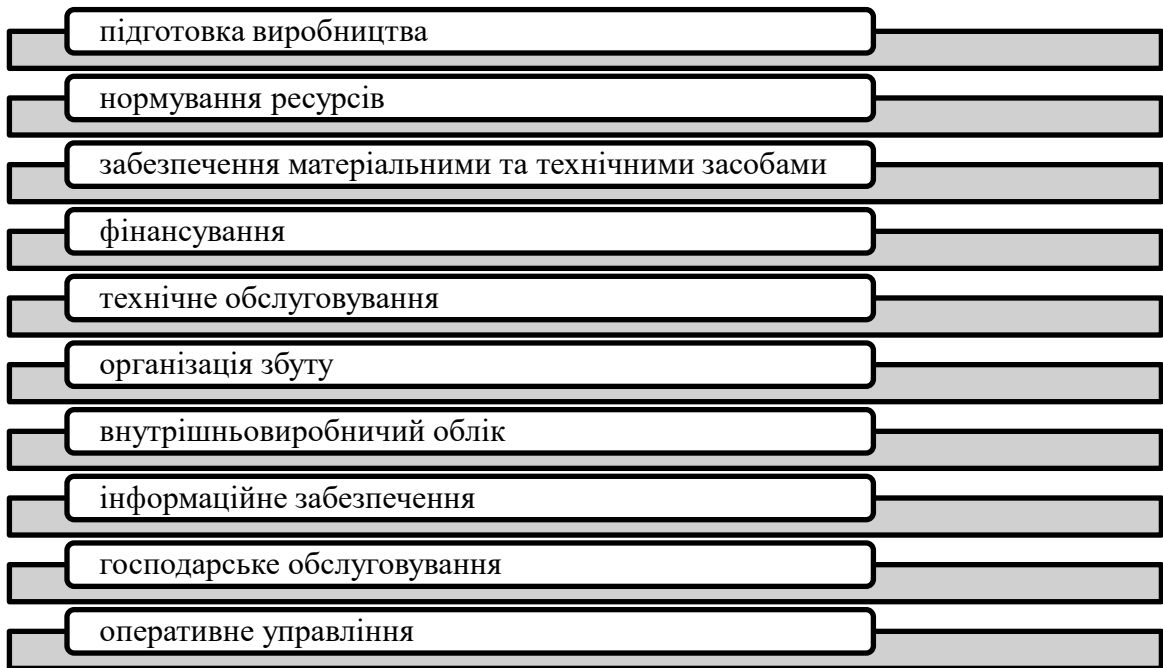 підготовка виробництва
нормування ресурсів
забезпечення матеріальними та технічними засобами
фінансування
технічне обслуговування
організація збуту
внутрішньовиробничий облік
інформаційне забезпечення
господарське обслуговування
оперативне управління